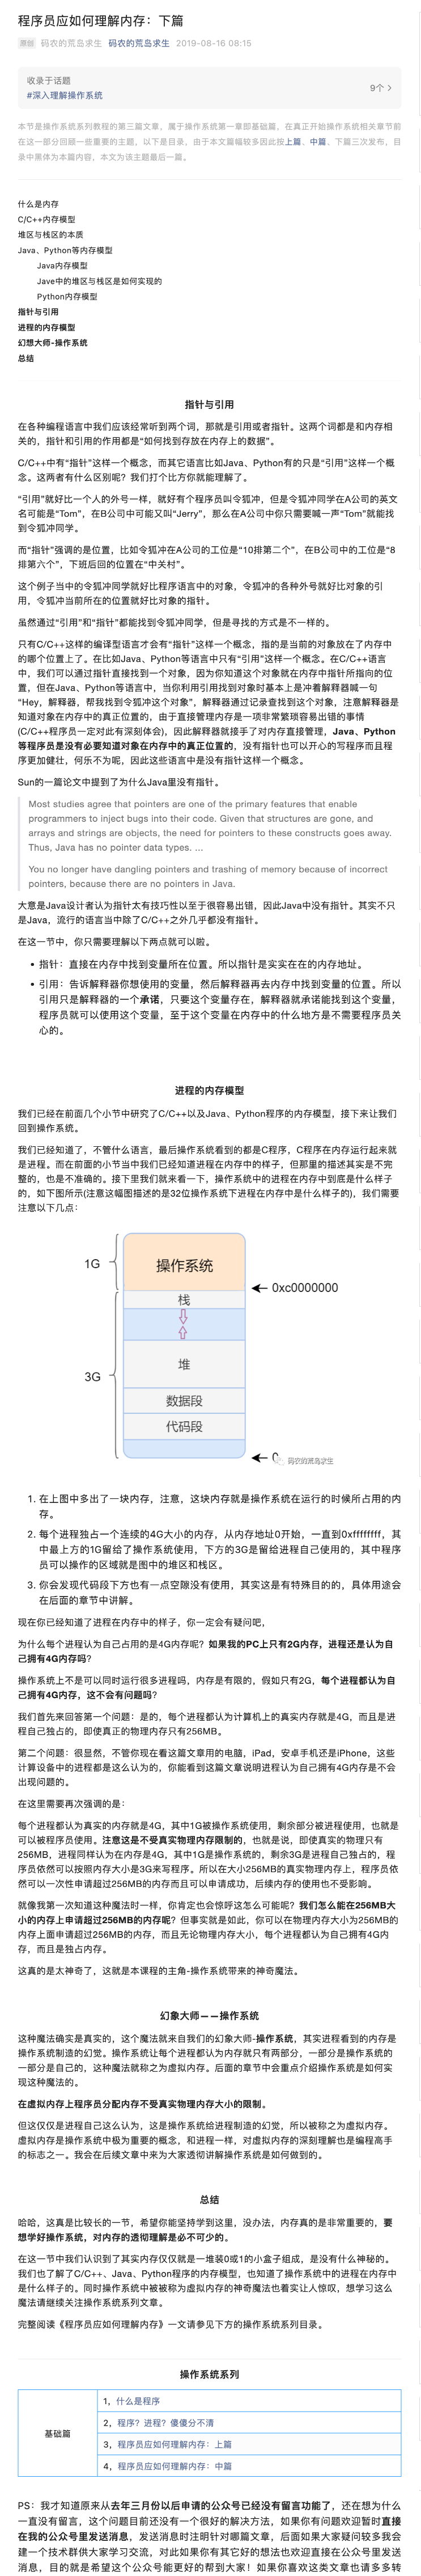 程序员应如何理解内存：下篇
原创 码农的荒岛求生 码农的荒岛求生 2019-08-16 08:15
收录于话题
#深入理解操作系统
9个 >
本节是操作系统系列教程的第三篇文章，属于操作系统第一章即基础篇，在真正开始操作系统相关章节前
在这一部分回顾一些重要的主题，以下是目录，由于本文篇幅较多因此按上篇、中篇、下篇三次发布，目
录中黑体为本篇内容，本文为该主题最后一篇。
什么是内存
C/C++内存模型
堆区与栈区的本质
Java、Python等内存模型
Java内存模型
Jave中的堆区与栈区是如何实现的
Python内存模型
指针与引用
进程的内存模型
幻想大师-操作系统
总结
指针与引用
在各种编程语言中我们应该经常听到两个词，那就是引用或者指针。这两个词都是和内存相
关的，指针和引用的作用都是“如何找到存放在内存上的数据”。
C/C++中有“指针”这样一个概念，而其它语言比如Java、Python有的只是“引用”这样一个概
念。这两者有什么区别呢？我们打个比方你就能理解了。
“引用”就好比一个人的外号一样，就好有个程序员叫令狐冲，但是令狐冲同学在A公司的英文
名可能是“Tom”，在B公司中可能又叫“Jerry”，那么在A公司中你只需要喊一声“Tom”就能找
到令狐冲同学。
而“指针”强调的是位置，比如令狐冲在A公司的工位是“10排第二个”，在B公司中的工位是“8
排第六个”，下班后回的位置在“中关村”。
这个例子当中的令狐冲同学就好比程序语言中的对象，令狐冲的各种外号就好比对象的引
用，令狐冲当前所在的位置就好比对象的指针。
虽然通过“引用”和“指针”都能找到令狐冲同学，但是寻找的方式是不一样的。
只有C/C++这样的编译型语言才会有“指针”这样一个概念，指的是当前的对象放在了内存中
的哪个位置上了。在比如Java、Python等语言中只有“引用”这样一个概念。在C/C++语言
中，我们可以通过指针直接找到一个对象，因为你知道这个对象就在内存中指针所指向的位
置，但在Java、Python等语言中，当你利用引用找到对象时基本上是冲着解释器喊一句
“Hey，解释器，帮我找到令狐冲这个对象”，解释器通过记录查找到这个对象，注意解释器是
知道对象在内存中的真正位置的，由于直接管理内存是一项非常繁琐容易出错的事情
(C/C++程序员一定对此有深刻体会)，因此解释器就接手了对内存直接管理，Java、Python
等程序员是没有必要知道对象在内存中的真正位置的，没有指针也可以开心的写程序而且程
序更加健壮，何乐不为呢，因此这些语言中是没有指针这样一个概念。
Sun的一篇论文中提到了为什么Java里没有指针。
Most studies agree that pointers are one of the primary features that enable
programmers to inject bugs into their code. Given that structures are gone, and
arrays and strings are objects, the need for pointers to these constructs goes away.
Thus, Java has no pointer data types. ...
You no longer have dangling pointers and trashing of memory because of incorrect
pointers, because there are no pointers in Java.
大意是Java设计者认为指针太有技巧性以至于很容易出错，因此Java中没有指针。其实不只
是Java，流行的语言当中除了C/C++之外几乎都没有指针。
在这一节中，你只需要理解以下两点就可以啦。
• 指针：直接在内存中找到变量所在位置。所以指针是实实在在的内存地址。
• 引用：告诉解释器你想使用的变量，然后解释器再去内存中找到变量的位置。所以
引用只是解释器的一个承诺，只要这个变量存在，解释器就承诺能找到这个变量，
程序员就可以使用这个变量，至于这个变量在内存中的什么地方是不需要程序员关
心的。
进程的内存模型
我们已经在前面几个小节中研究了C/C++以及Java、Python程序的内存模型，接下来让我们
回到操作系统。
我们已经知道了，不管什么语言，最后操作系统看到的都是C程序，C程序在内存运行起来就
是进程。而在前面的小节当中我们已经知道进程在内存中的样子，但那里的描述其实是不完
整的，也是不准确的。接下里我们就来看一下，操作系统中的进程在内存中到底是什么样子
的，如下图所示(注意这幅图描述的是32位操作系统下进程在内存中是什么样子的)，我们需要
注意以下几点：
1G
操作系统
0xc0000000
栈
3G
堆
数据段
代码段
0
码农的荒岛求生
1. 在上图中多出了一块内存，注意，这块内存就是操作系统在运行的时候所占用的内
存。
2. 每个进程独占一个连续的4G大小的内存，从内存地址0开始，一直到0xffffffff，其
中最上方的1G留给了操作系统使用，下方的3G是留给进程自己使用的，其中程序
员可以操作的区域就是图中的堆区和栈区。
3. 你会发现代码段下方也有一点空隙没有使用，其实这是有特殊目的的，具体用途会
在后面的章节中讲解。
现在你已经知道了进程在内存中的样子，你一定会有疑问吧，
为什么每个进程认为自己占用的是4G内存呢？如果我的PC上只有2G内存，进程还是认为自
己拥有4G内存吗？
操作系统上不是可以同时运行很多进程吗，内存是有限的，假如只有2G，每个进程都认为自
己拥有4G内存，这不会有问题吗？
我们首先来回答第一个问题：是的，每个进程都认为计算机上的真实内存就是4G，而且是进
程自己独占的，即使真正的物理内存只有256MB。
第二个问题：很显然，不管你现在看这篇文章用的电脑，iPad，安卓手机还是iPhone，这些
计算设备中的进程都是这么认为的，你能看到这篇文章说明进程认为自己拥有4G内存是不会
出现问题的。
在这里需要再次强调的是：
每个进程都认为真实的内存就是4G，其中1G被操作系统使用，剩余部分被进程使用，也就是
可以被程序员使用。注意这是不受真实物理内存限制的，也就是说，即使真实的物理只有
256MB，进程同样认为在内存是4G，其中1G是操作系统的，剩余3G是进程自己独占的，程
序员依然可以按照内存大小是3G来写程序。所以在大小256MB的真实物理内存上，程序员依
然可以一次性申请超过256MB的内存而且可以申请成功，后续内存的使用也不受影响。
就像我第一次知道这种魔法时一样，你肯定也会惊呼这怎么可能呢？我们怎么能在256MB大
小的内存上申请超过256MB的内存呢？但事实就是如此，你可以在物理内存大小为256MB的
内存上面申请超过256MB的内存，而且无论物理内存大小，每个进程都认为自己拥有4G内
存，而且是独占内存。
这真的是太神奇了，这就是本课程的主角-操作系统带来的神奇魔法。
幻象大师——操作系统
这种魔法确实是真实的，这个魔法就来自我们的幻象大师-操作系统，其实进程看到的内存是
操作系统制造的幻觉。操作系统让每个进程都认为内存就只有两部分，一部分是操作系统的
一部分是自己的，这种魔法就称之为虚拟内存。后面的章节中会重点介绍操作系统是如何实
现这种魔法的。
在虚拟内存上程序员分配内存不受真实物理内存大小的限制。
但这仅仅是进程自己这么认为，这是操作系统给进程制造的幻觉，所以被称之为虚拟内存。
虚拟内存是操作系统中极为重要的概念，和进程一样，对虚拟内存的深刻理解也是编程高手
的标志之一。我会在后续文章中来为大家透彻讲解操作系统是如何做到的。
总结
哈哈，这真是比较长的一节，希望你能坚持学到这里，没办法，内存真的是非常重要的，要
想学好操作系统，对内存的透彻理解是必不可少的。
在这一节中我们认识到了其实内存仅仅就是一堆装0或1的小盒子组成，是没有什么神秘的。
我们也了解了C/C++、Java、Python程序的内存模型，也知道了操作系统中的进程在内存中
是什么样子的。同时操作系统中被被称为虚拟内存的神奇魔法也着实让人惊叹，想学习这么
魔法请继续关注操作系统系列文章。
完整阅读《程序员应如何理解内存》一文请参见下方的操作系统系列目录。
操作系统系列
基础篇
1，什么是程序
2，程序？进程？傻傻分不清
3，程序员应如何理解内存：上篇
4，程序员应如何理解内存：中篇
PS：我才知道原来从去年三月份以后申请的公众号已经没有留言功能了，还在想为什么
一直没有留言，这个问题目前还没有一个很好的解决方法，如果你有问题欢迎暂时直接
在我的公众号里发送消息，发送消息时注明针对哪篇文章，后面如果大家疑问较多我会
建一个技术群供大家学习交流，对此如果你有其它好的想法也欢迎直接在公众号里发送
消息，目的就是希望这个公众号能更好的帮到大家！如果你喜欢这类文章也请多多转